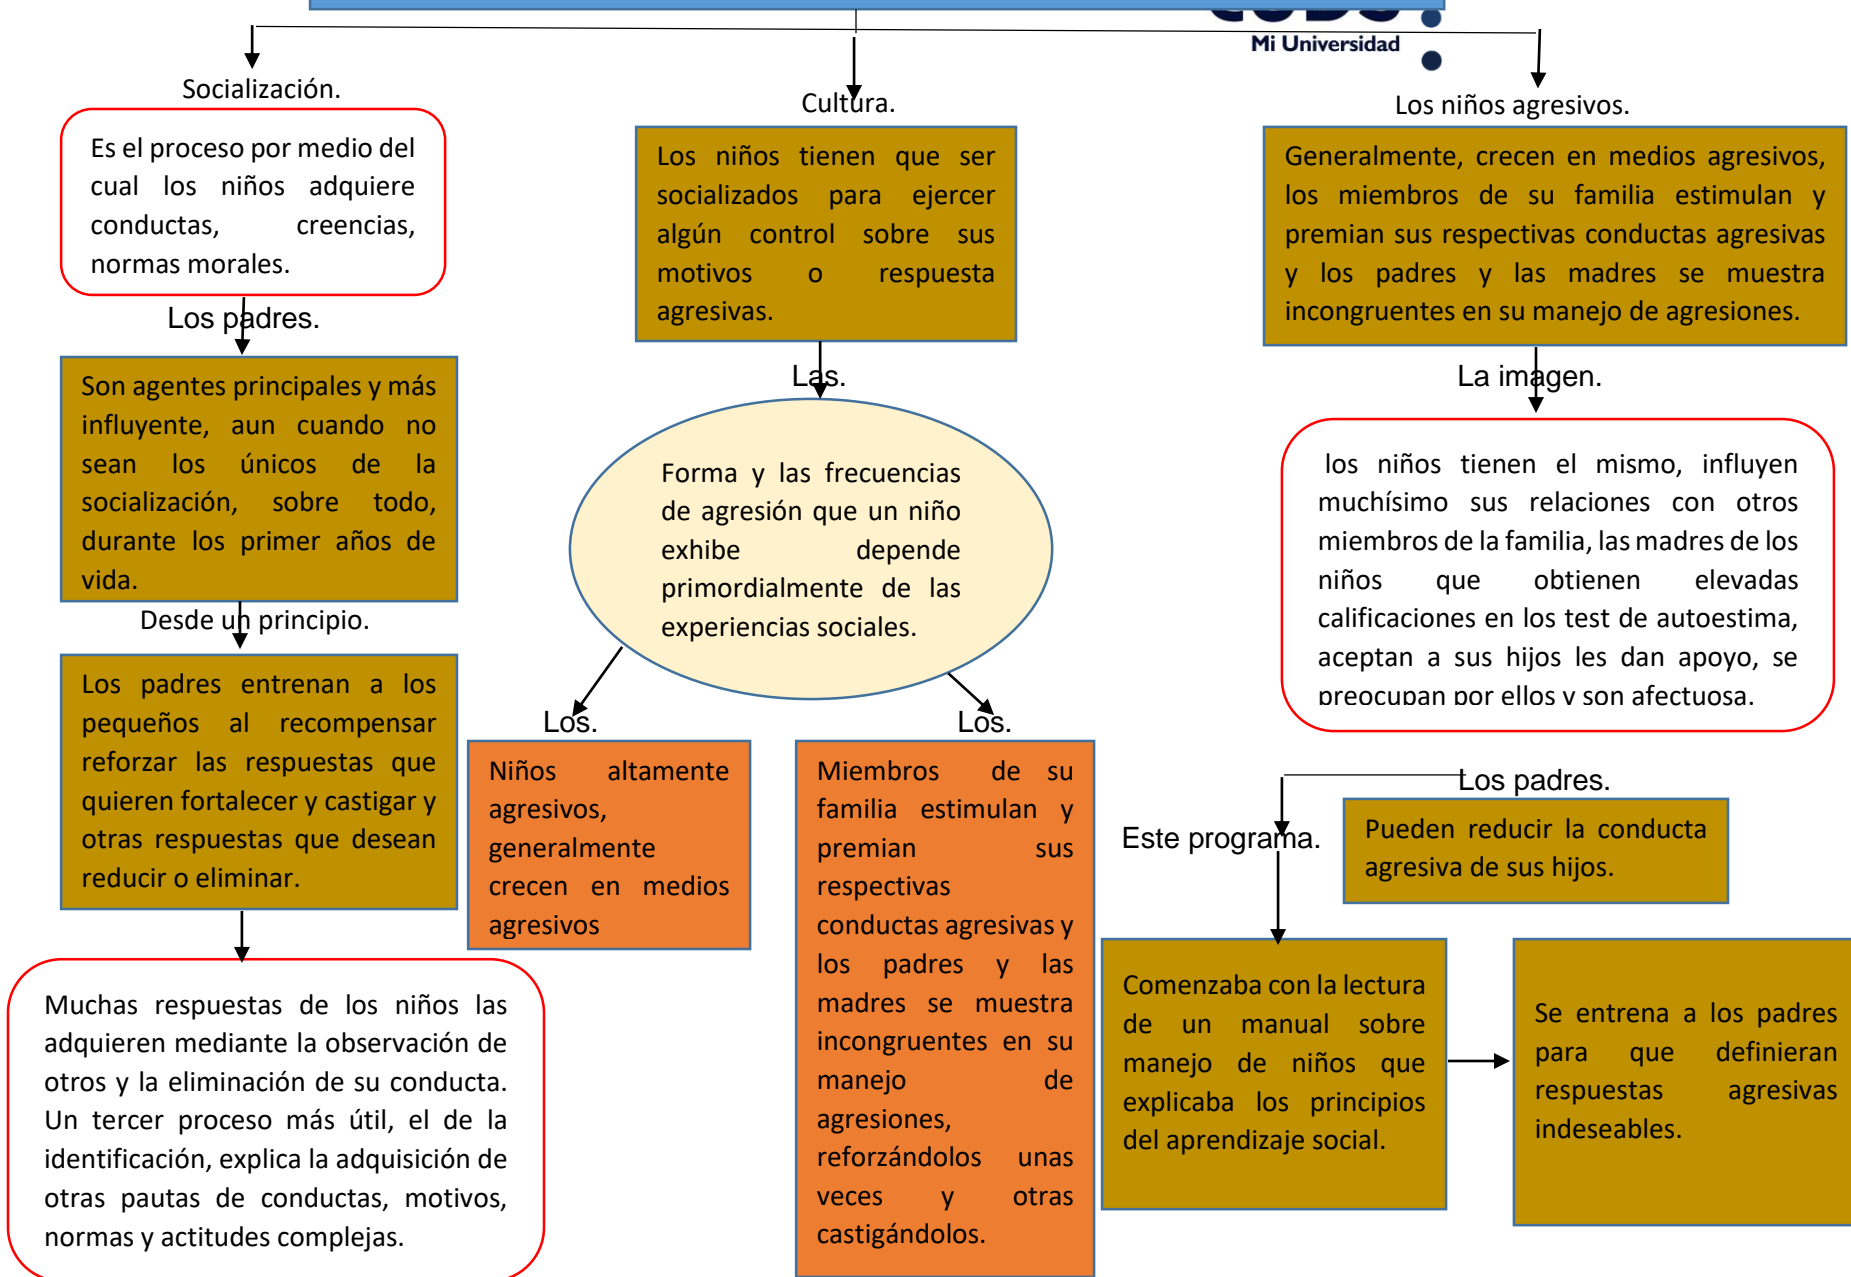 Mi Universidad
Socialización.
Es el proceso por medio del
cual los niños adquiere
conductas, creencias,
normas morales.
Los padres.
Son agentes principales y más
influyente, aun cuando no
sean los únicos de la
socialización, sobre todo,
durante los primer años de
vida.
Desde un principio.
Los padres entrenan a los
pequeños al recompensar
reforzar las respuestas que
quieren fortalecer y castigar y
otras respuestas que desean
reducir o eliminar.
Muchas respuestas de los niños las
adquieren mediante la observación de
otros y la eliminación de su conducta.
Un tercer proceso más útil, el de la
identificación, explica la adquisición de
otras pautas de conductas, motivos,
normas y actitudes complejas.
Cultura.
Los niños tienen que ser
socializados para ejercer
algún control sobre sus
motivos o respuesta
agresivas.
Las.
Forma y las frecuencias
de agresión que un niño
exhibe depende
primordialmente de las
experiencias sociales.
Los.
Niños altamente
agresivos,
generalmente
crecen en medios
agresivos
Los.
Miembros de su
familia estimulan y
premian sus
respectivas
conductas agresivas y
los padres y las
madres se muestra
incongruentes en su
manejo de
agresiones,
reforzándolos unas
veces y otras
castigándolos.
Los niños agresivos.
Generalmente, crecen en medios agresivos,
los miembros de su familia estimulan y
premian sus respectivas conductas agresivas
y los padres y las madres se muestra
incongruentes en su manejo de agresiones.
La imagen.
los niños tienen el mismo, influyen
muchísimo sus relaciones con otros
miembros de la familia, las madres de los
niños que obtienen elevadas
calificaciones en los test de autoestima,
aceptan a sus hijos les dan apoyo, se
preocupan por ellos y son afectuosa.
Los padres.
Pueden reducir la conducta
agresiva de sus hijos.
Este programa.
Comenzaba con la lectura
de un manual sobre
manejo de niños que
explicaba los principios
del aprendizaje social.
Se entrena a los padres
para que definieran
respuestas agresivas
indeseables.